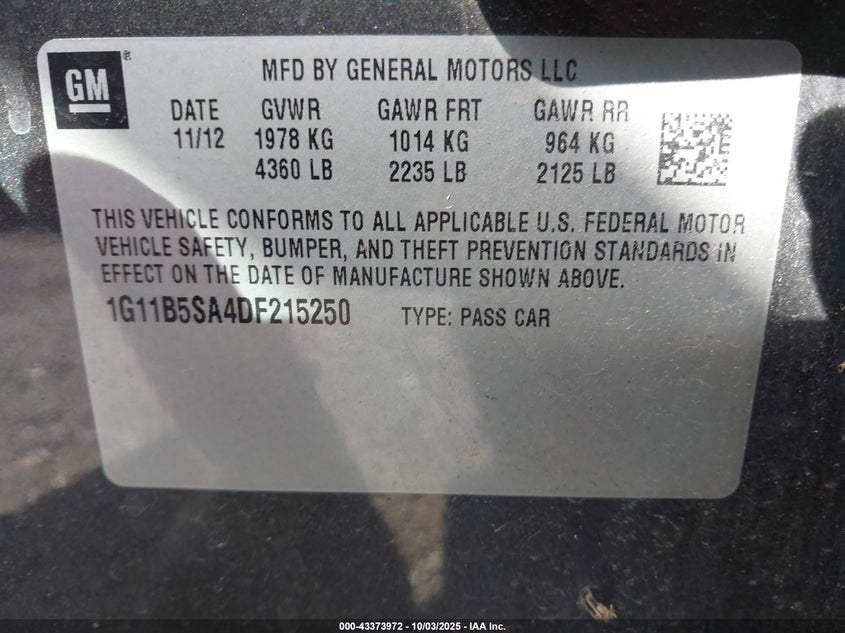 GM®
MFD BY GENERAL MOTORS LLC
DATE GVWR GAWR FRT GAWR RR
11/12 1978 KG 1014 KG 964 KG
4360 LB 2235 LB 2125 LB
THIS VEHICLE CONFORMS TO ALL APPLICABLE U.S. FEDERAL MOTOR
VEHICLE SAFETY, BUMPER, AND THEFT PREVENTION STANDARDS IN
EFFECT ON THE DATE OF MANUFACTURE SHOWN ABOVE.
1G11B5SA4DF215250 TYPE: PASS CAR
000-43373972 - 10/03/2025 - IAA Inc.